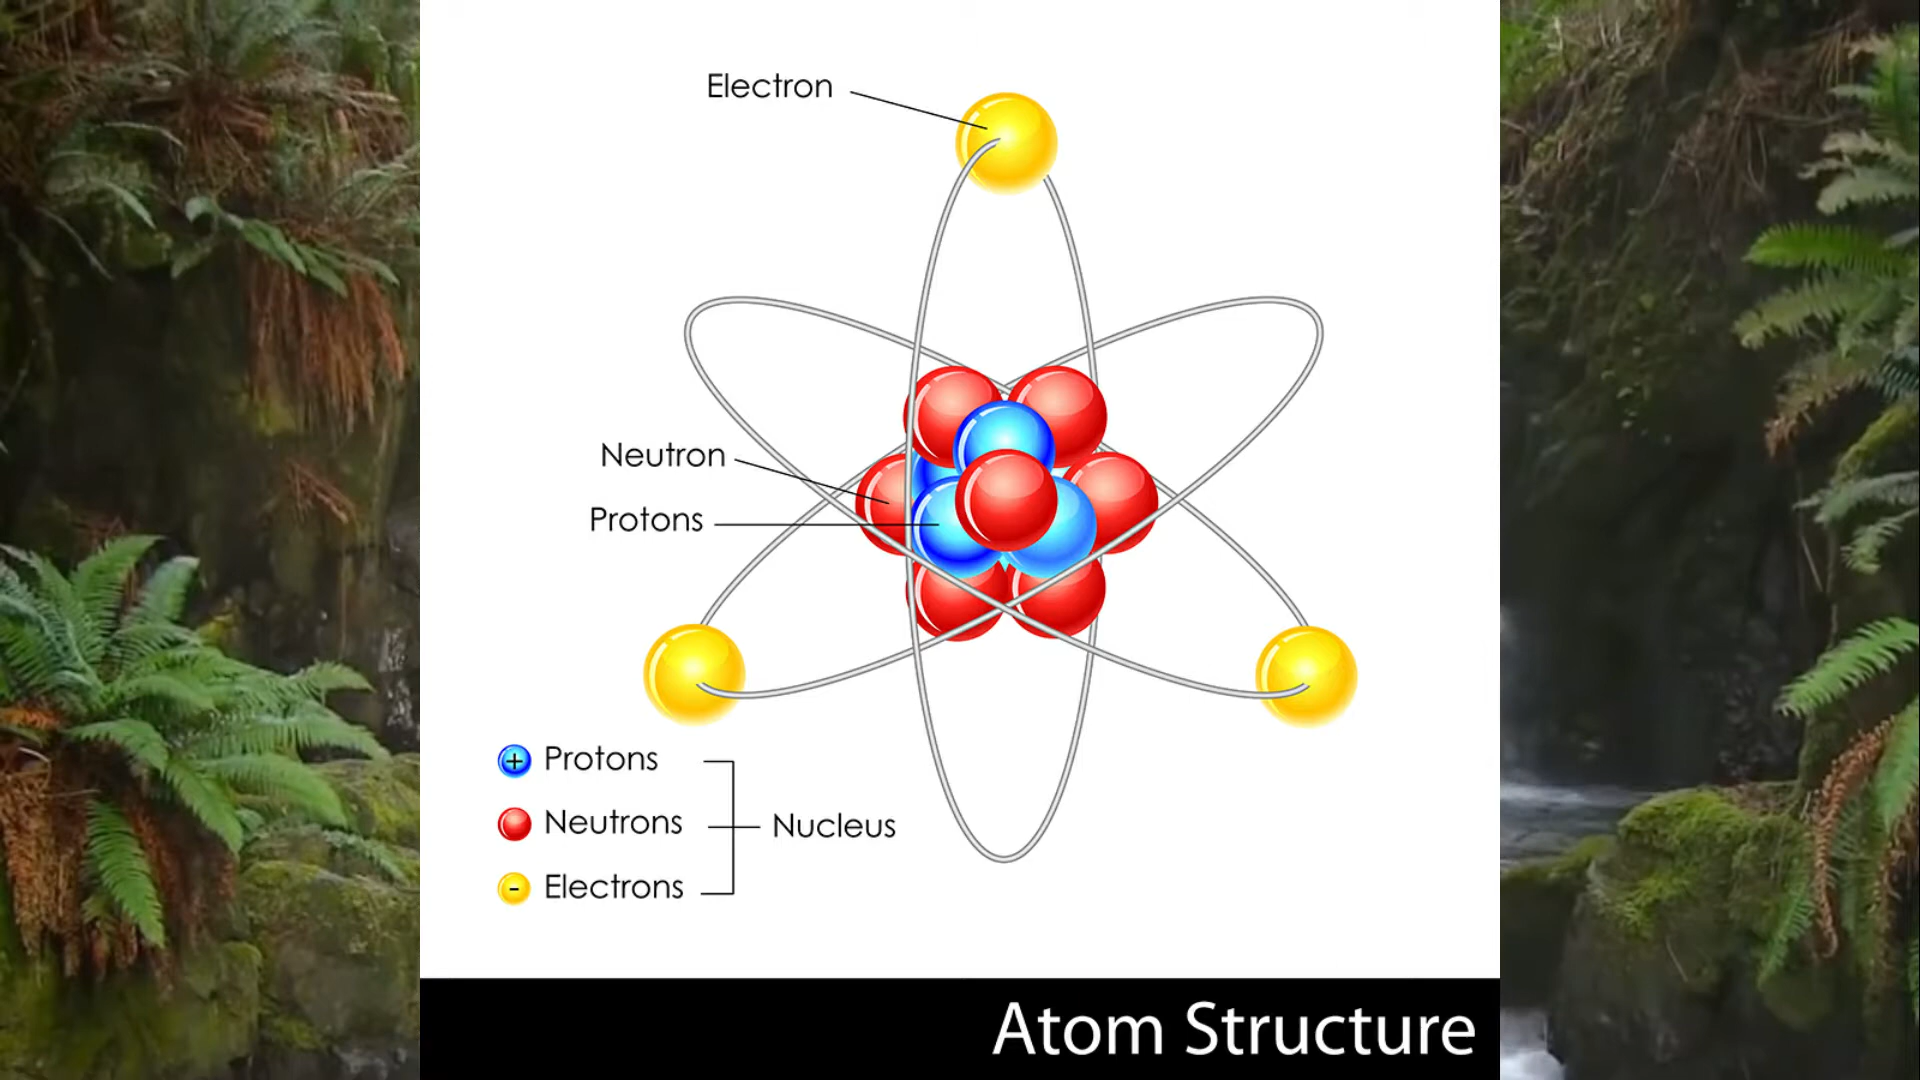 Electron
Neutron
Protons
+ Protons
Neutrons
Nucleus
- Electrons
Atom Structure